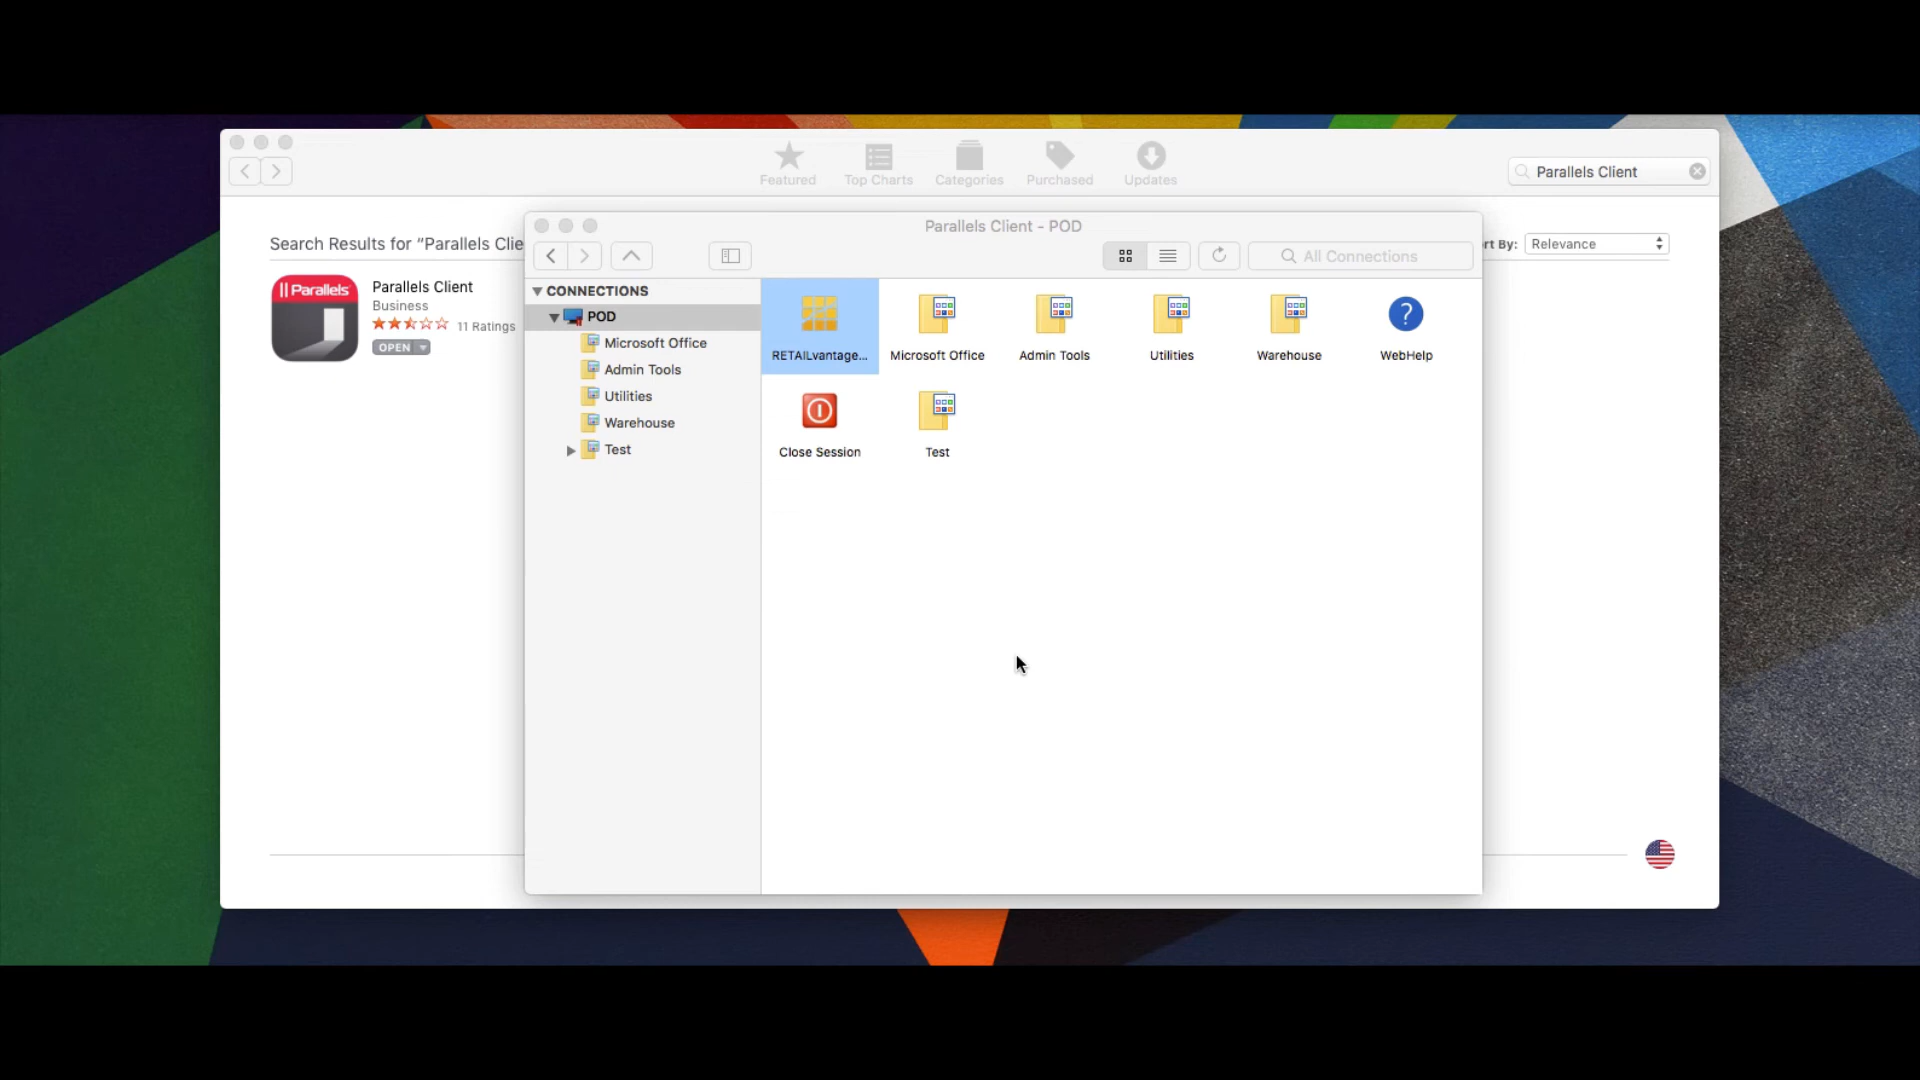 Featured
Top Charts
Categories
Purchased
Updates
Parallels Client
Search Results for “Parallels Clie
rt By:
Relevance
Parallels
Parallels Client
Business
11 Ratings
OPEN
Parallels Client - POD
All Connections
CONNECTIONS
POD
Microsoft Office
Admin Tools
Utilities
Warehouse
Test
RETAILvantage...
Microsoft Office
Admin Tools
Utilities
Warehouse
WebHelp
Close Session
Test